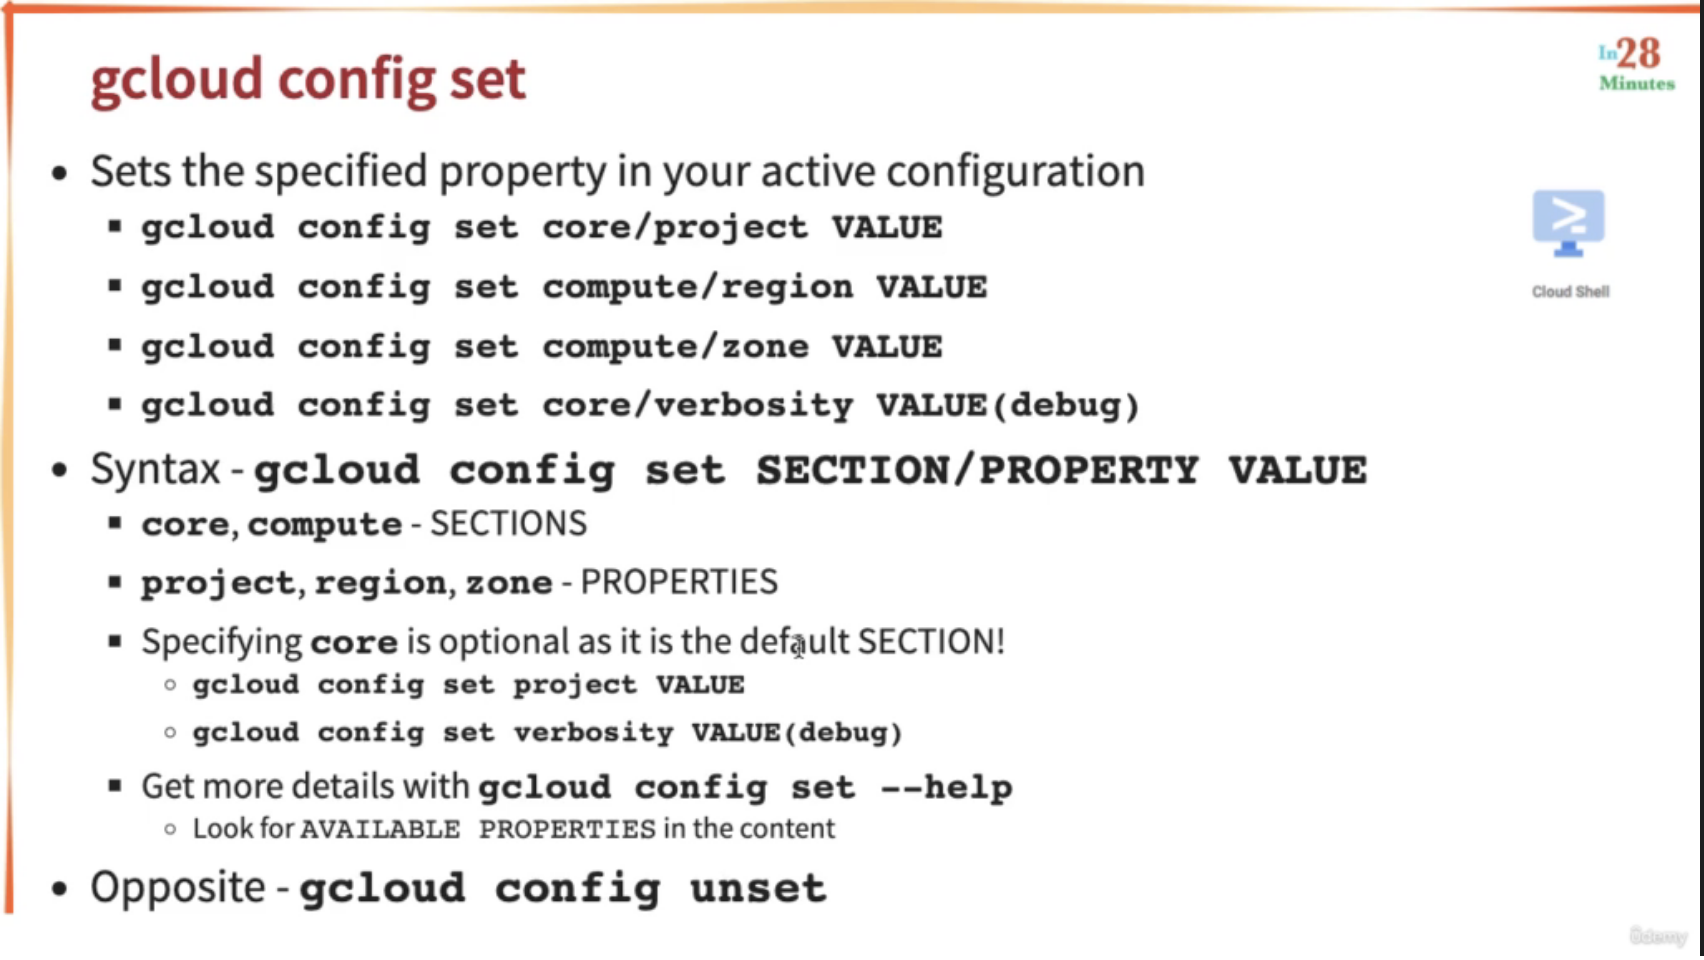 gcloud config set
In28
Minutes
• Sets the specified property in your active configuration
▪ gcloud config set core/project VALUE
▪ gcloud config set compute/region VALUE
▪ gcloud config set compute/zone VALUE
▪ gcloud config set core/verbosity VALUE(debug)
Cloud Shell
• Syntax - gcloud config set SECTION/PROPERTY VALUE
▪ core, compute - SECTIONS
▪ project, region, zone - PROPERTIES
▪ Specifying core is optional as it is the default SECTION!
○ gcloud config set project VALUE
○ gcloud config set verbosity VALUE(debug)
▪ Get more details with gcloud config set --help
○ Look for AVAILABLE PROPERTIES in the content
• Opposite - gcloud config unset
ûdemy